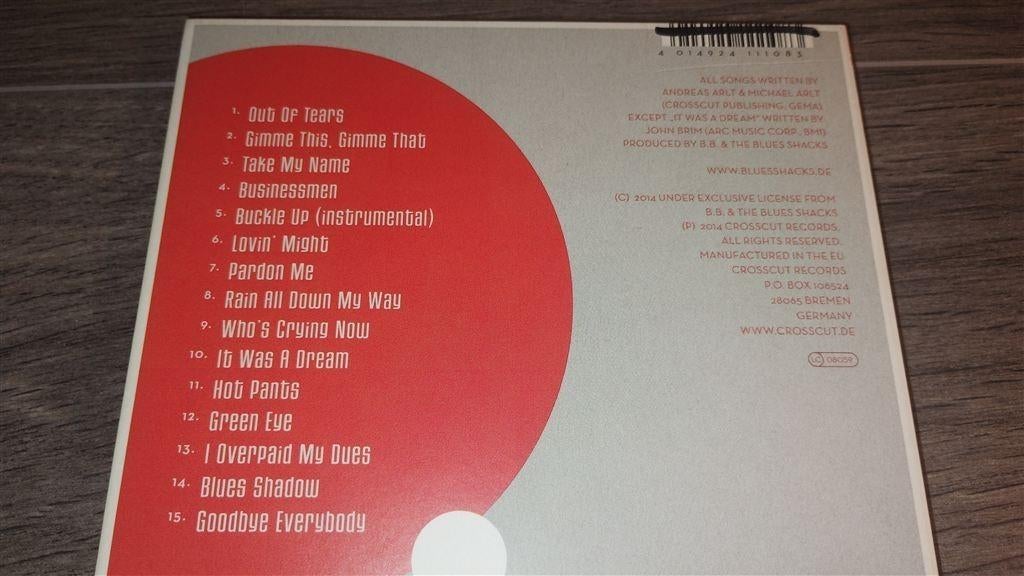 1. Out Of Tears
2. Gimme This, Gimme That
3. Take My Name
4. Businessmen
5. Buckle Up (instrumental)
6. Lovin' Might
7. Pardon Me
8. Rain All Down My Way
9. Who's Crying Now
10. It Was A Dream
11. Hot Pants
12. Green Eye
13. I Overpaid My Dues
14. Blues Shadow
15. Goodbye Everybody
4 014924 111083
ALL SONGS WRITTEN BY
ANDREAS ARLT & MICHAEL ARLT
(CROSSCUT PUBLISHING, GEMA)
EXCEPT „IT WAS A DREAM" WRITTEN BY
JOHN BRIM (ARC MUSIC CORP., BMI)
PRODUCED BY B.B. & THE BLUES SHACKS
WWW.BLUESSHACKS.DE
(C) 2014 UNDER EXCLUSIVE LICENSE FROM
B.B. & THE BLUES SHACKS
(P) 2014 CROSSCUT RECORDS.
ALL RIGHTS RESERVED.
MANUFACTURED IN THE EU
CROSSCUT RECORDS
P.O. BOX 106524
28065 BREMEN
GERMANY
WWW.CROSSCUT.DE
LC 08059